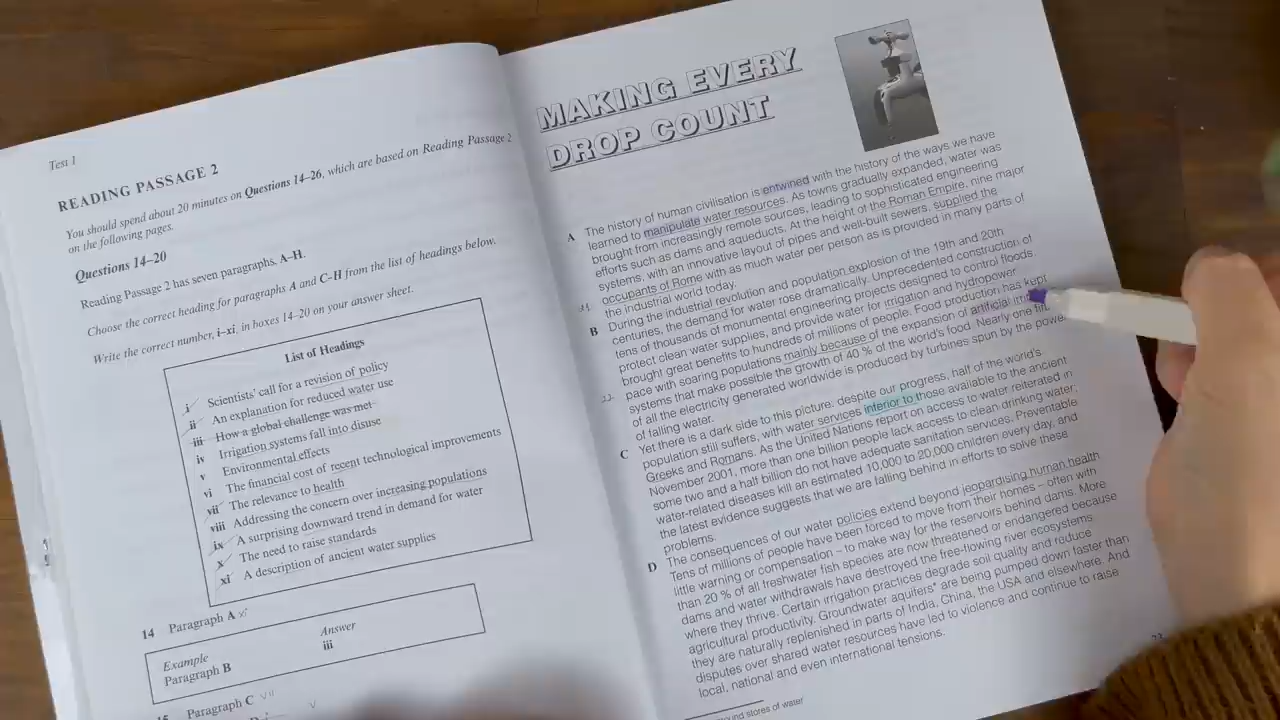 Test 1
READING PASSAGE 2
You should spend about 20 minutes on Questions 14–26, which are based on Reading Passage 2
on the following pages.
Questions 14–20
Reading Passage 2 has seven paragraphs, A–H.
Choose the correct heading for paragraphs A and C–H from the list of headings below.
Write the correct number, i–xi, in boxes 14–20 on your answer sheet.
List of Headings
i Scientists' call for a revision of policy
ii An explanation for reduced water use
iii How a global challenge was met
iv Irrigation systems fall into disuse
v Environmental effects
vi The financial cost of recent technological improvements
vii The relevance to health
viii Addressing the concern over increasing populations
ix A surprising downward trend in demand for water
x The need to raise standards
xi A description of ancient water supplies
14 Paragraph A xi
Example Answer
Paragraph B iii
15 Paragraph C vii
v
MAKING EVERY
DROP COUNT
A The history of human civilisation is entwined with the history of the ways we have
learned to manipulate water resources. As towns gradually expanded, water was
brought from increasingly remote sources, leading to sophisticated engineering
efforts such as dams and aqueducts. At the height of the Roman Empire, nine major
systems, with an innovative layout of pipes and well-built sewers, supplied the
occupants of Rome with as much water per person as is provided in many parts of
the industrial world today.
B During the industrial revolution and population explosion of the 19th and 20th
centuries, the demand for water rose dramatically. Unprecedented construction of
tens of thousands of monumental engineering projects designed to control floods,
protect clean water supplies, and provide water for irrigation and hydropower
brought great benefits to hundreds of millions of people. Food production has kept
pace with soaring populations mainly because of the expansion of artificial
systems that make possible the growth of 40 % of the world's food. Nearly one
of all the electricity generated worldwide is produced by turbines spun by the power
of falling water.
C Yet there is a dark side to this picture: despite our progress, half of the world's
population still suffers, with water services inferior to those available to the ancient
Greeks and Romans. As the United Nations report on access to water reiterated in
November 2001, more than one billion people lack access to clean drinking water;
some two and a half billion do not have adequate sanitation services. Preventable
water-related diseases kill an estimated 10,000 to 20,000 children every day, and
the latest evidence suggests that we are falling behind in efforts to solve these
problems.
D The consequences of our water policies extend beyond jeopardising human health
Tens of millions of people have been forced to move from their homes – often with
little warning or compensation – to make way for the reservoirs behind dams. More
than 20 % of all freshwater fish species are now threatened or endangered because
dams and water withdrawals have destroyed the free-flowing river ecosystems
where they thrive. Certain irrigation practices degrade soil quality and reduce
agricultural productivity. Groundwater aquifers* are being pumped down faster than
they are naturally replenished in parts of India, China, the USA and elsewhere. And
disputes over shared water resources have led to violence and continue to raise
local, national and even international tensions.
stores of water